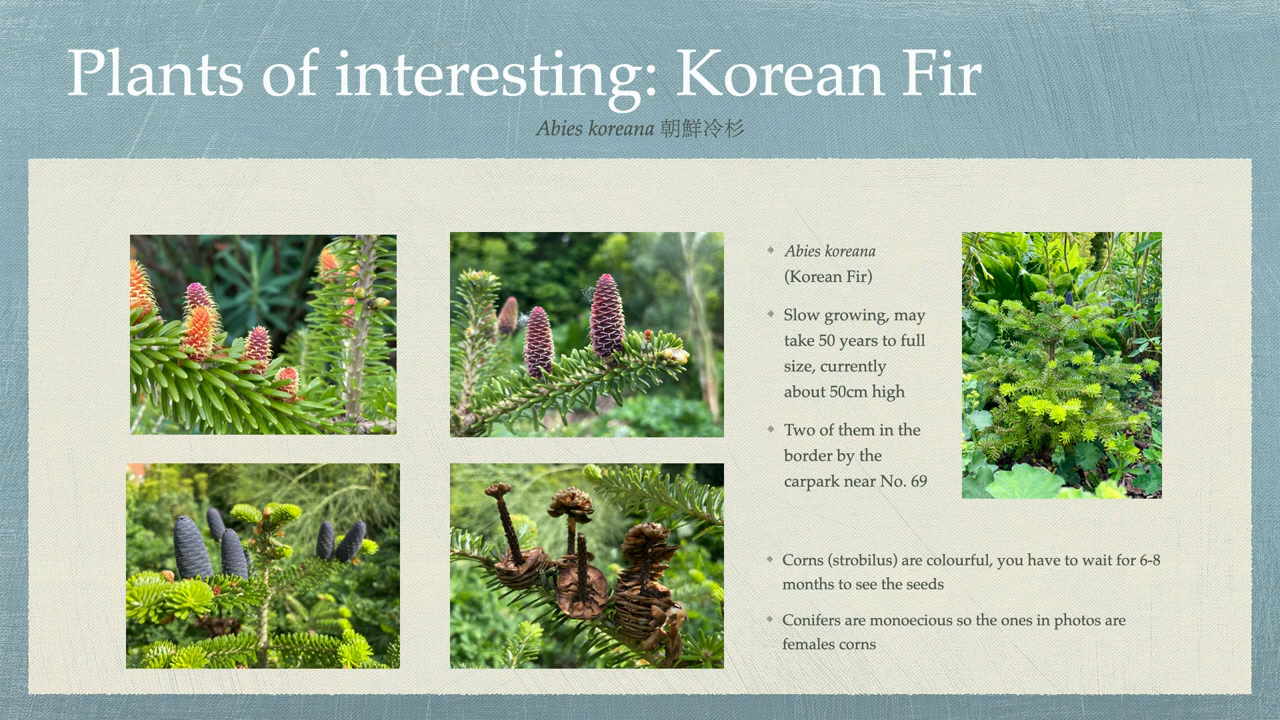 Plants of interesting: Korean Fir
Abies koreana 朝鮮冷杉
Abies koreana
(Korean Fir)
Slow growing, may
take 50 years to full
size, currently
about 50cm high
Two of them in the
border by the
carpark near No. 69
Corns (strobilus) are colourful, you have to wait for 6-8
months to see the seeds
Conifers are monoecious so the ones in photos are
females corns